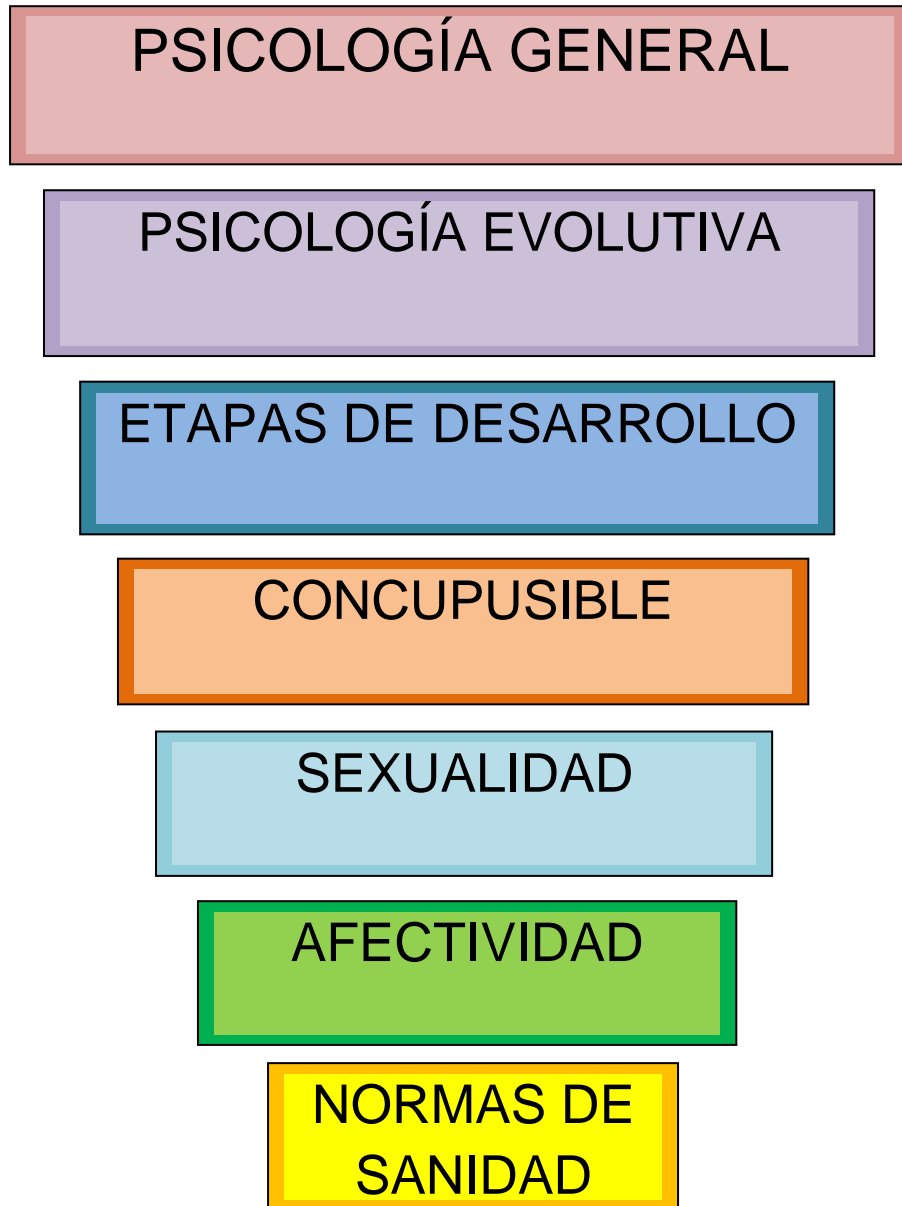 PSICOLOGÍA GENERAL
PSICOLOGÍA EVOLUTIVA
ETAPAS DE DESARROLLO
CONCUPUSIBLE
SEXUALIDAD
AFECTIVIDAD
NORMAS DE
SANIDAD